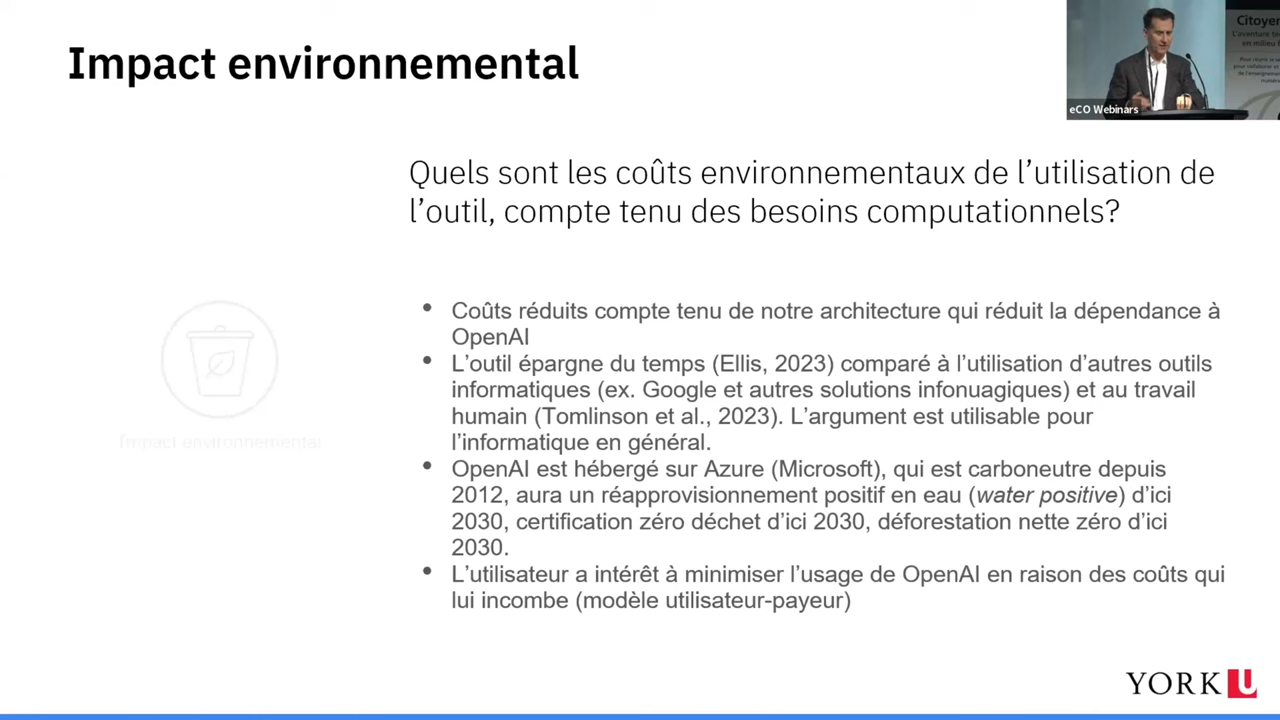 Impact environnemental
Citoyen
L'aventure
en milieu
eCO Webinars
Quels sont les coûts environnementaux de l’utilisation de
l’outil, compte tenu des besoins computationnels?
• Coûts réduits compte tenu de notre architecture qui réduit la dépendance à
OpenAI
• L’outil épargne du temps (Ellis, 2023) comparé à l’utilisation d’autres outils
informatiques (ex. Google et autres solutions infonuagiques) et au travail
humain (Tomlinson et al., 2023). L’argument est utilisable pour
l’informatique en général.
• OpenAI est hébergé sur Azure (Microsoft), qui est carboneutre depuis
2012, aura un réapprovisionnement positif en eau (water positive) d’ici
2030, certification zéro déchet d’ici 2030, déforestation nette zéro d’ici
2030.
• L’utilisateur a intérêt à minimiser l’usage de OpenAI en raison des coûts qui
lui incombe (modèle utilisateur-payeur)
Impact environnemental
YORK U